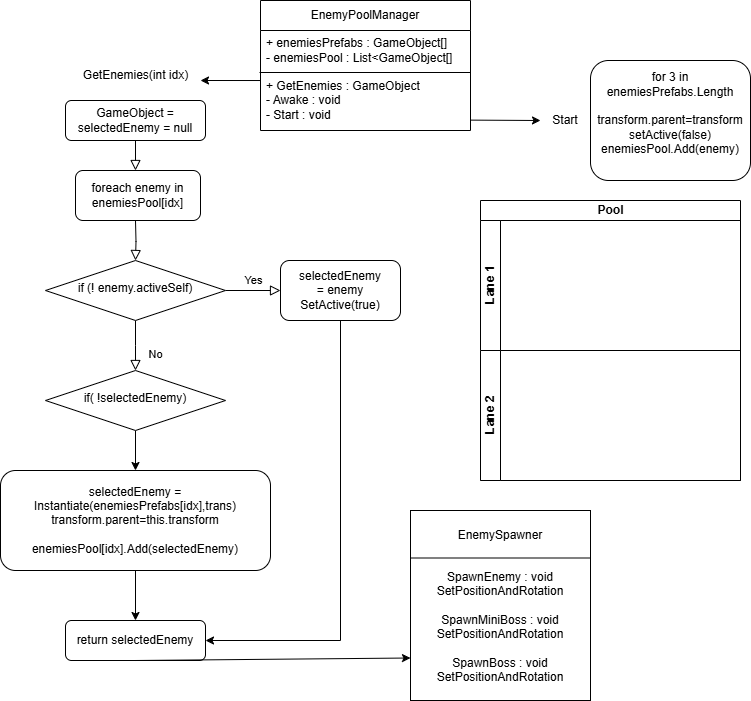 EnemyPoolManager
+ enemiesPrefabs : GameObject[]
- enemiesPool : List<GameObject[]
+ GetEnemies : GameObject
- Awake : void
- Start : void
GetEnemies(int idx)
GameObject =
selectedEnemy = null
foreach enemy in
enemiesPool[idx]
if (! enemy.activeSelf)
Yes
selectedEnemy
= enemy
SetActive(true)
No
if( !selectedEnemy)
selectedEnemy =
Instantiate(enemiesPrefabs[idx],trans)
transform.parent=this.transform
enemiesPool[idx].Add(selectedEnemy)
return selectedEnemy
Start
for 3 in
enemiesPrefabs.Length
transform.parent=transform
setActive(false)
enemiesPool.Add(enemy)
Pool
Lane 1
Lane 2
EnemySpawner
SpawnEnemy : void
SetPositionAndRotation
SpawnMiniBoss : void
SetPositionAndRotation
SpawnBoss : void
SetPositionAndRotation